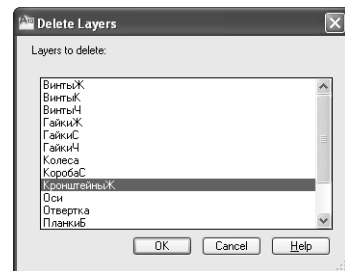 Delete Layers
Layers to delete:
ВинтыЖ
ВинтыК
ВинтыЧ
ГайкиЖ
ГайкиС
ГайкиЧ
Колеса
КоробаС
КронштейныЖ
Оси
Отвертка
ПланкиБ
OK Cancel Help